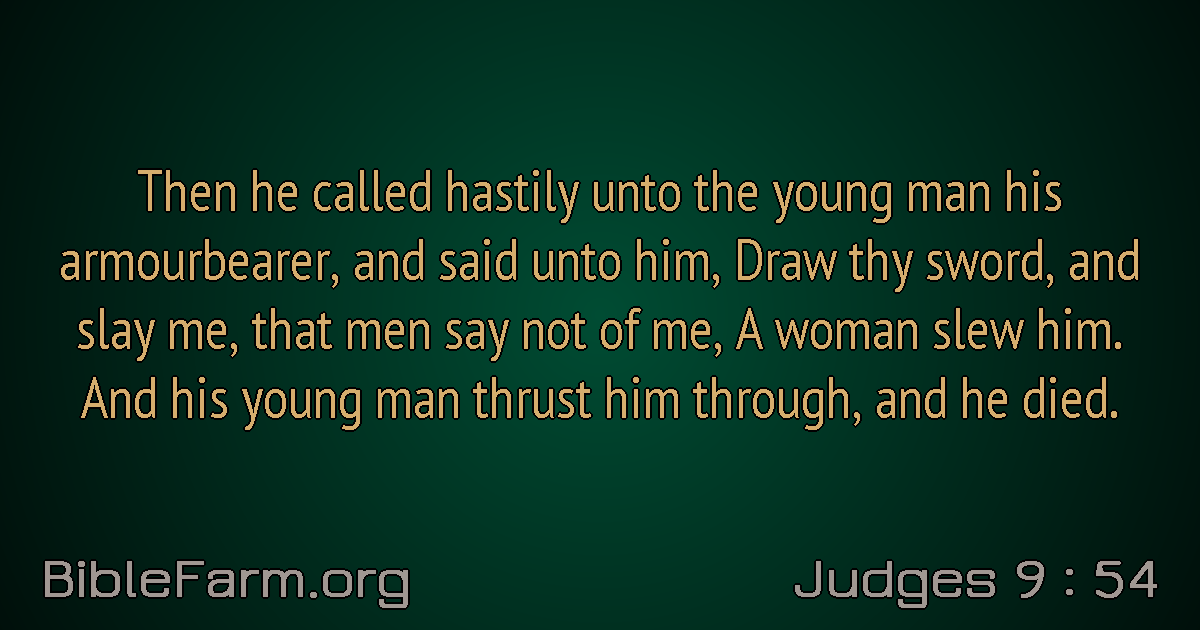 Then he called hastily unto the young man his
armourbearer, and said unto him, Draw thy sword, and
slay me, that men say not of me, A woman slew him.
And his young man thrust him through, and he died.
BibleFarm.org
Judges 9 : 54